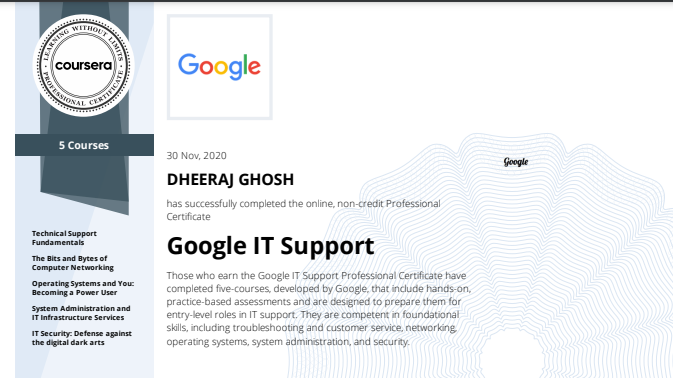 LEARNING WITHOUT LIMITS
coursera
PROFESSIONAL CERTIFICATE
5 Courses
Technical Support
Fundamentals
The Bits and Bytes of
Computer Networking
Operating Systems and You:
Becoming a Power User
System Administration and
IT Infrastructure Services
IT Security: Defense against
the digital dark arts
Google
30 Nov, 2020
DHEERAJ GHOSH
has successfully completed the online, non-credit Professional
Certificate
Google IT Support
Those who earn the Google IT Support Professional Certificate have
completed five-courses, developed by Google, that include hands-on,
practice-based assessments and are designed to prepare them for
entry-level roles in IT support. They are competent in foundational
skills, including troubleshooting and customer service, networking,
operating systems, system administration, and security.
Google